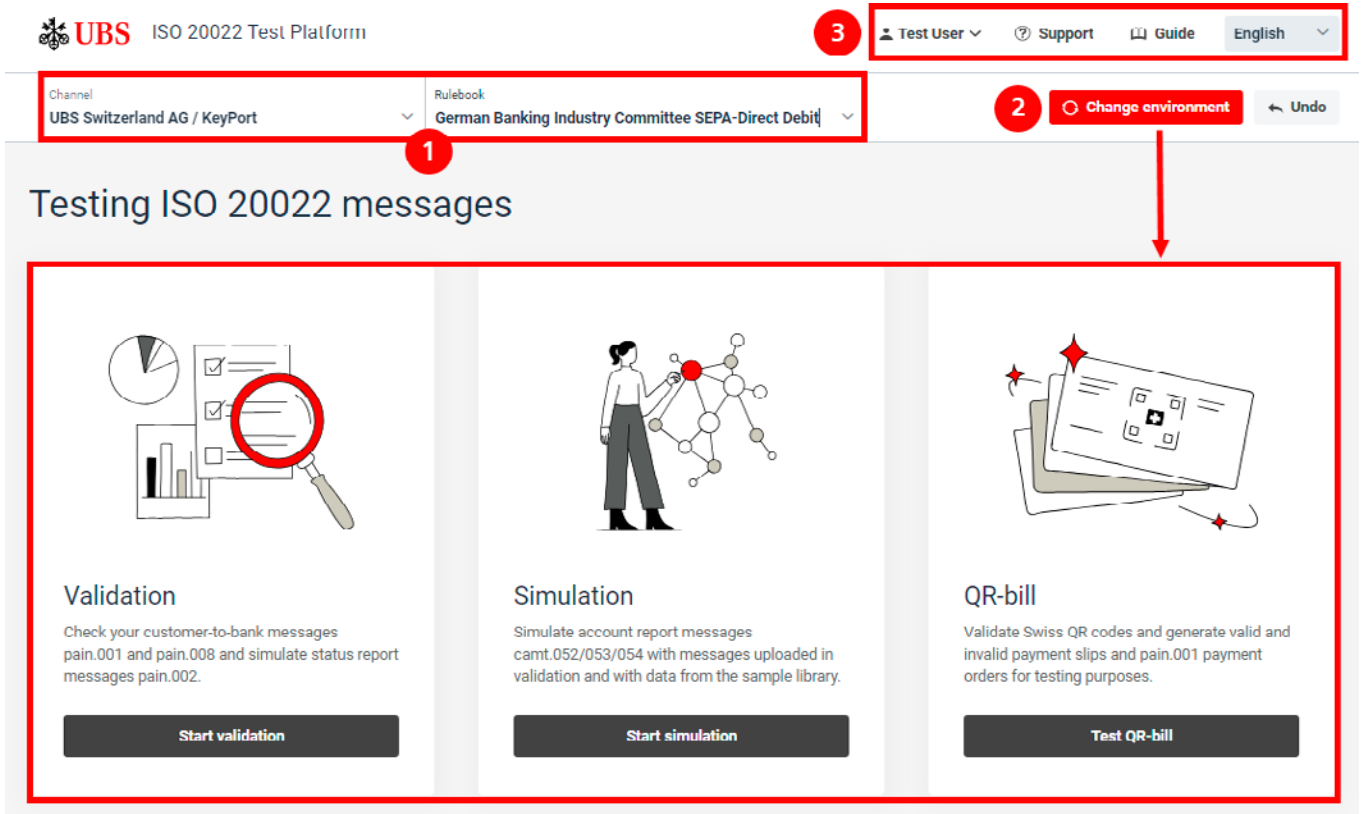 UBS ISO 20022 Test Platform
3
Test User
Support
Guide
English
Channel
UBS Switzerland AG / KeyPort
Rulebook
German Banking Industry Committee SEPA-Direct Debit
1
2
Change environment
Undo
Testing ISO 20022 messages
Validation
Check your customer-to-bank messages
pain.001 and pain.008 and simulate status report
messages pain.002.
Start validation
Simulation
Simulate account report messages
camt.052/053/054 with messages uploaded in
validation and with data from the sample library.
Start simulation
QR-bill
Validate Swiss QR codes and generate valid and
invalid payment slips and pain.001 payment
orders for testing purposes.
Test QR-bill